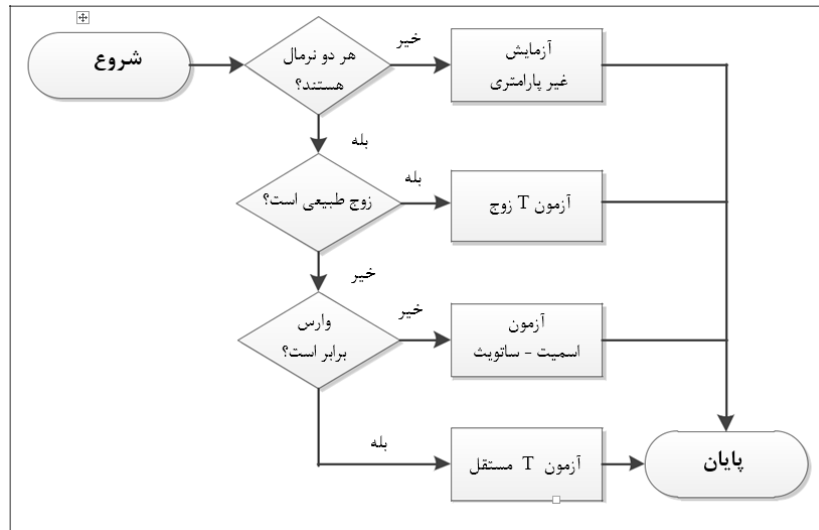 شروع
هر دو نرمال
هستند؟
خیر
آزمایش
غیر پارامتری
بله
زوج طبیعی است؟
بله
آزمون T زوج
خیر
وارس
برابر است؟
خیر
آزمون
اسمیت - ساتویث
بله
آزمون T مستقل
پایان